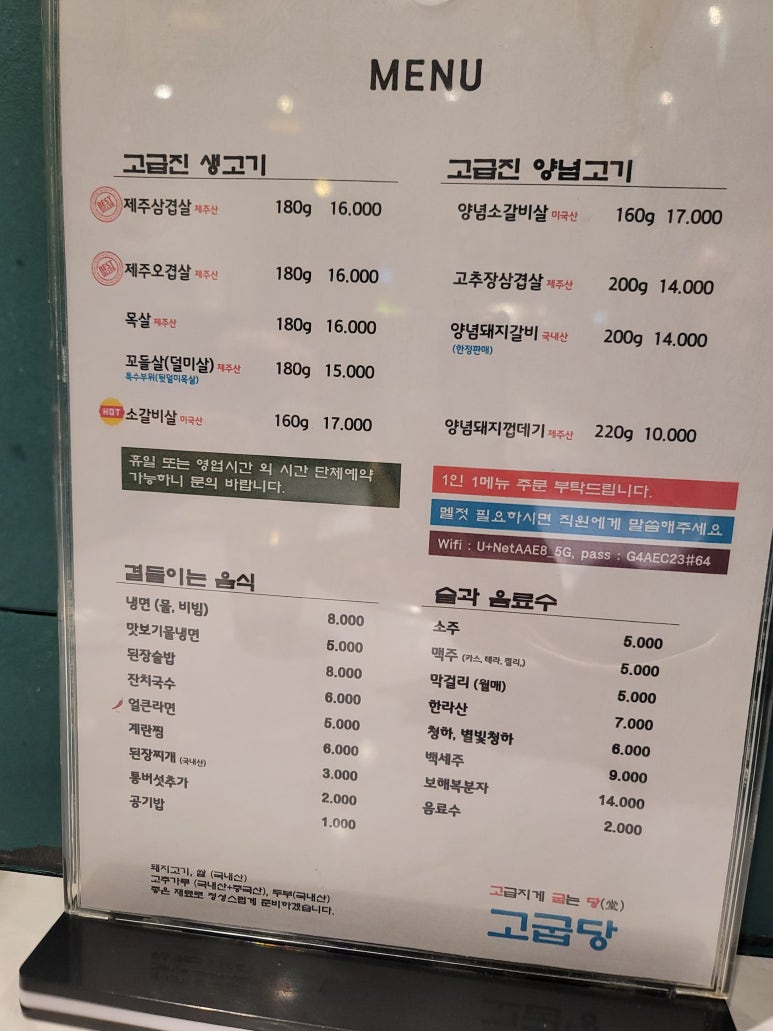 MENU
고급진 생고기
BEST 제주삼겹살 제주산 180g 16.000
BEST 제주오겹살 제주산 180g 16.000
목살 제주산 180g 16.000
꼬들살(덜미살) 제주산 180g 15.000
특수부위(뒷덜미목살)
HOT 소갈비살 미국산 160g 17.000
휴일 또는 영업시간 외 시간 단체예약
가능하니 문의 바랍니다.
고급진 양념고기
양념소갈비살 미국산 160g 17.000
고추장삼겹살 제주산 200g 14.000
양념돼지갈비 국내산 200g 14.000
(한정판매)
양념돼지껍데기 제주산 220g 10.000
1인 1메뉴 주문 부탁드립니다.
멜젓 필요하시면 직원에게 말씀해주세요
Wifi : U+NetAAE8_5G, pass : G4AEC23#64
곁들이는 음식
냉면 (물, 비빔) 8.000
맛보기물냉면 5.000
된장술밥 8.000
잔치국수 6.000
얼큰라면 5.000
계란찜 6.000
된장찌개 (국내산) 3.000
통버섯추가 2.000
공기밥 1.000
술과 음료수
소주 5.000
맥주 (카스, 테라, 켈리,) 5.000
막걸리 (월매) 5.000
한라산 7.000
청하, 별빛청하 6.000
백세주 9.000
보해복분자 14.000
음료수 2.000
돼지고기, 쌀 (국내산)
고추가루 (국내산+중국산), 두부(국내산)
좋은 재료로 정성스럽게 준비하겠습니다.
고급지게 굽는 당(堂)
고굽당